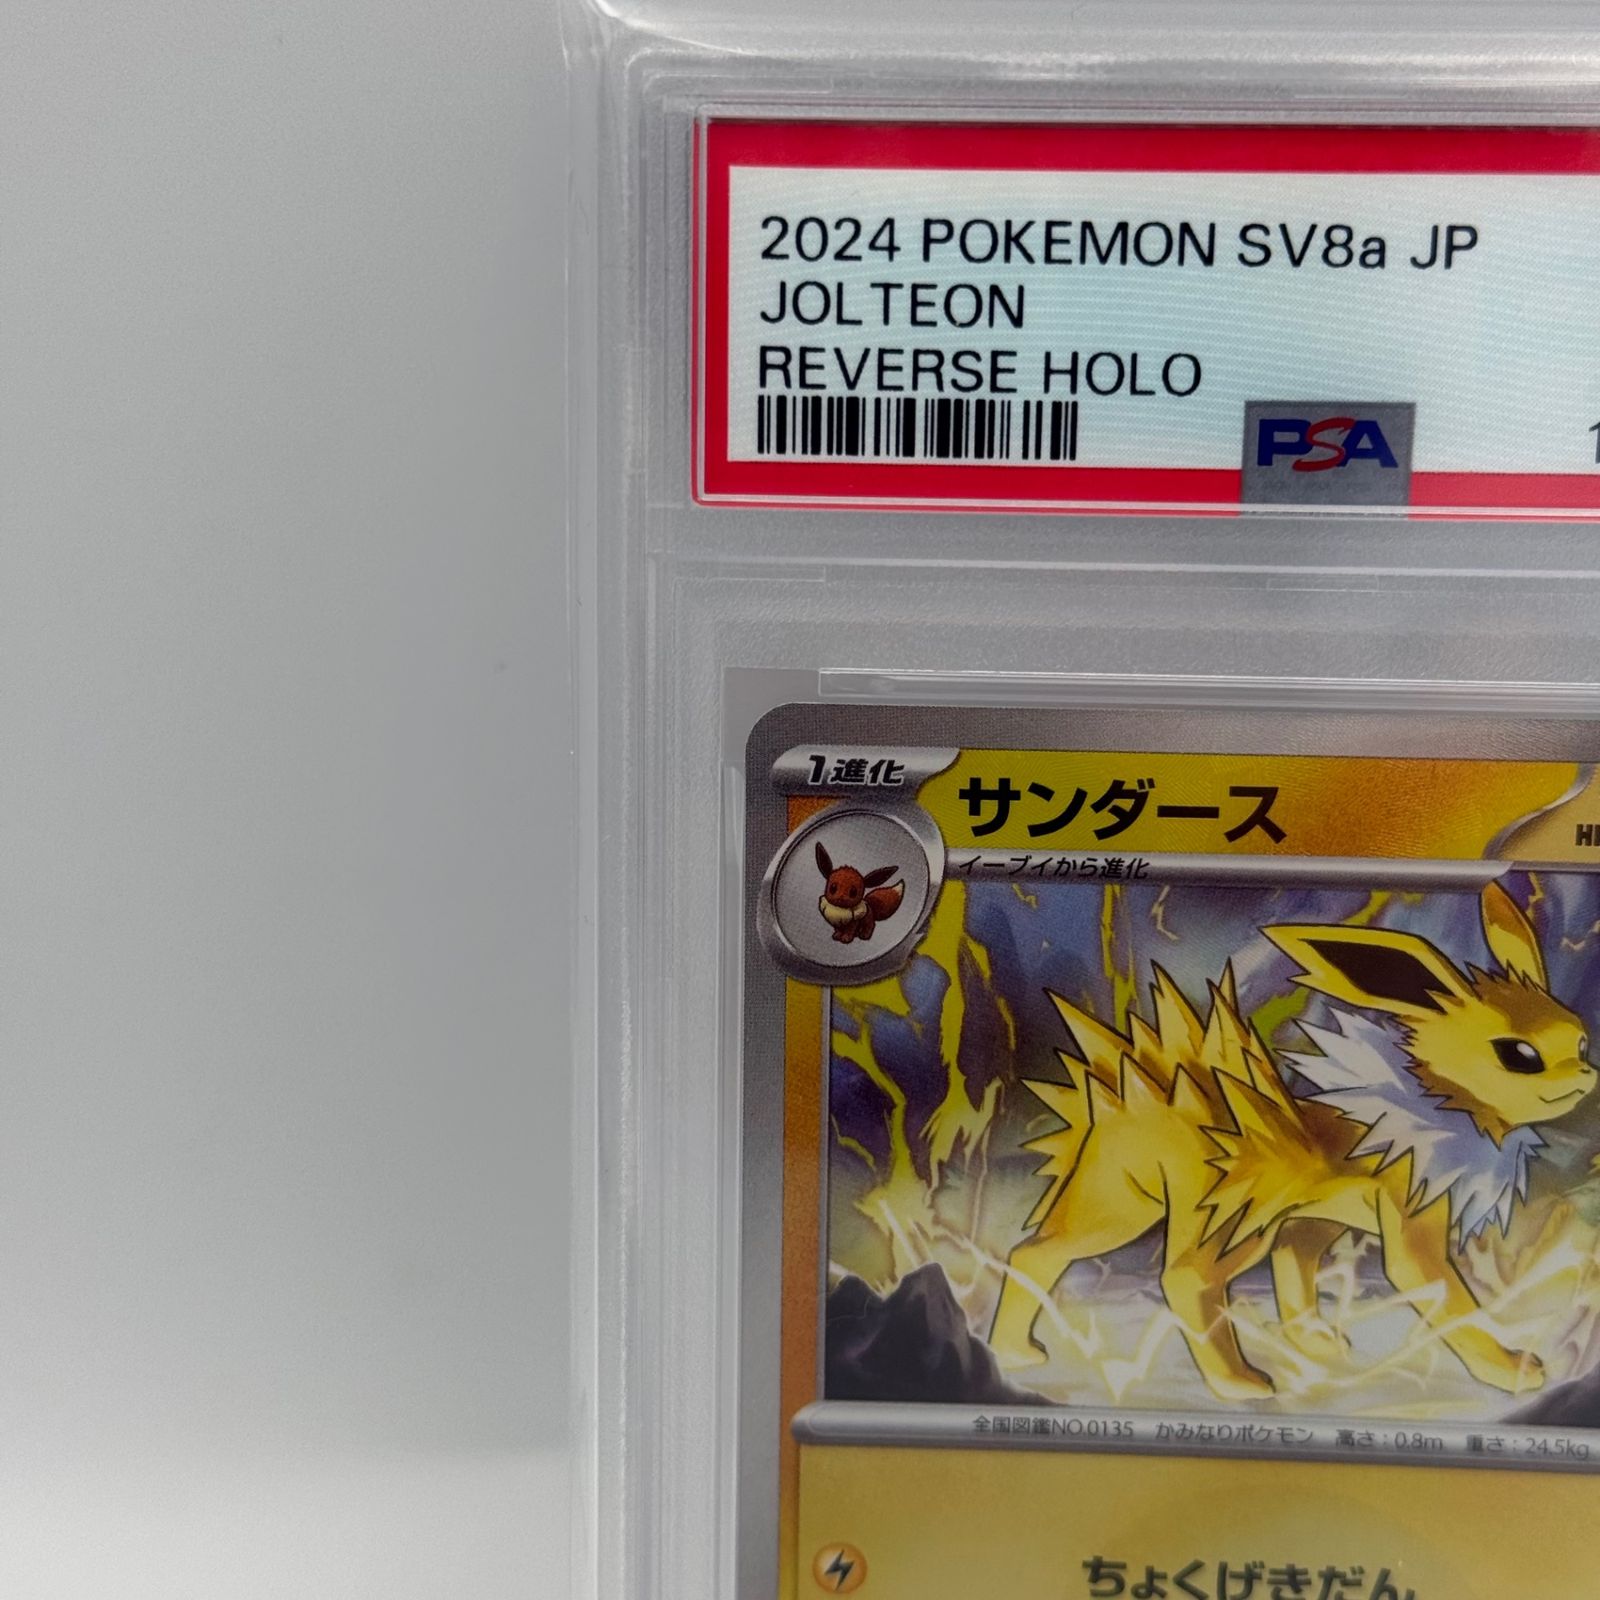 2024 POKEMON SV8a JP
JOLTEON
REVERSE HOLO
PSA
1進化
サンダース
イーブイから進化
全国図鑑NO.0135 かみなりポケモン 高さ:0.8m 重さ:24.5kg
ちょくげきだん